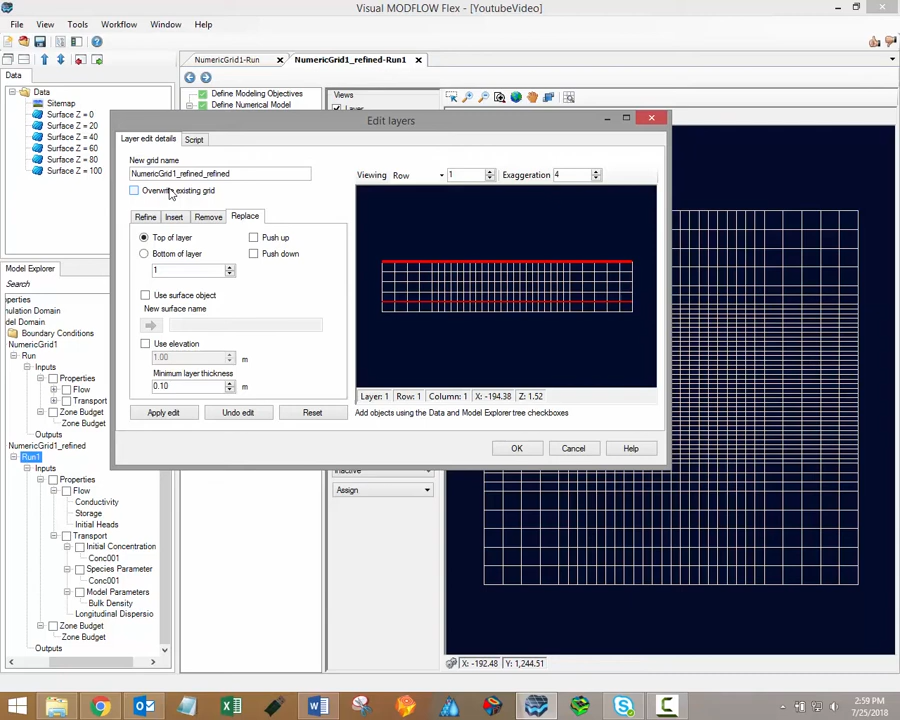 Visual MODFLOW Flex - [YoutubeVideo]
File View Tools Workflow Window Help
Data
Data
Sitemap
Surface Z = 0
Surface Z = 20
Surface Z = 40
Surface Z = 60
Surface Z = 80
Surface Z = 100
Model Explorer
Search
operties
mulation Domain
del Domain
Boundary Conditions
NumericGrid1
Run
Inputs
Properties
Flow
Transport
Zone Budget
Zone Budget
Outputs
NumericGrid1_refined
Run1
Inputs
Properties
Flow
Conductivity
Storage
Initial Heads
Transport
Initial Concentration
Conc001
Species Parameter
Conc001
Model Parameters
Bulk Density
Longitudinal Dispersio
Zone Budget
Zone Budget
Outputs
NumericGrid1-Run
NumericGrid1_refined-Run1
Define Modeling Objectives
Define Numerical Model
Views
Layer
Edit layers
Layer edit details Script
New grid name
NumericGrid1_refined_refined
Overwrite existing grid
Refine Insert Remove Replace
Top of layer
Push up
Bottom of layer
Push down
1
Use surface object
New surface name
Use elevation
1.00 m
Minimum layer thickness
0.10 m
Apply edit Undo edit Reset
Viewing Row 1 Exaggeration 4
Layer: 1 Row: 1 Column: 1 X: -194.38 Z: 1.52
Add objects using the Data and Model Explorer tree checkboxes
OK Cancel Help
Inactive
Assign
X: -192.48 Y: 1,244.51
2:59 PM
7/25/2018